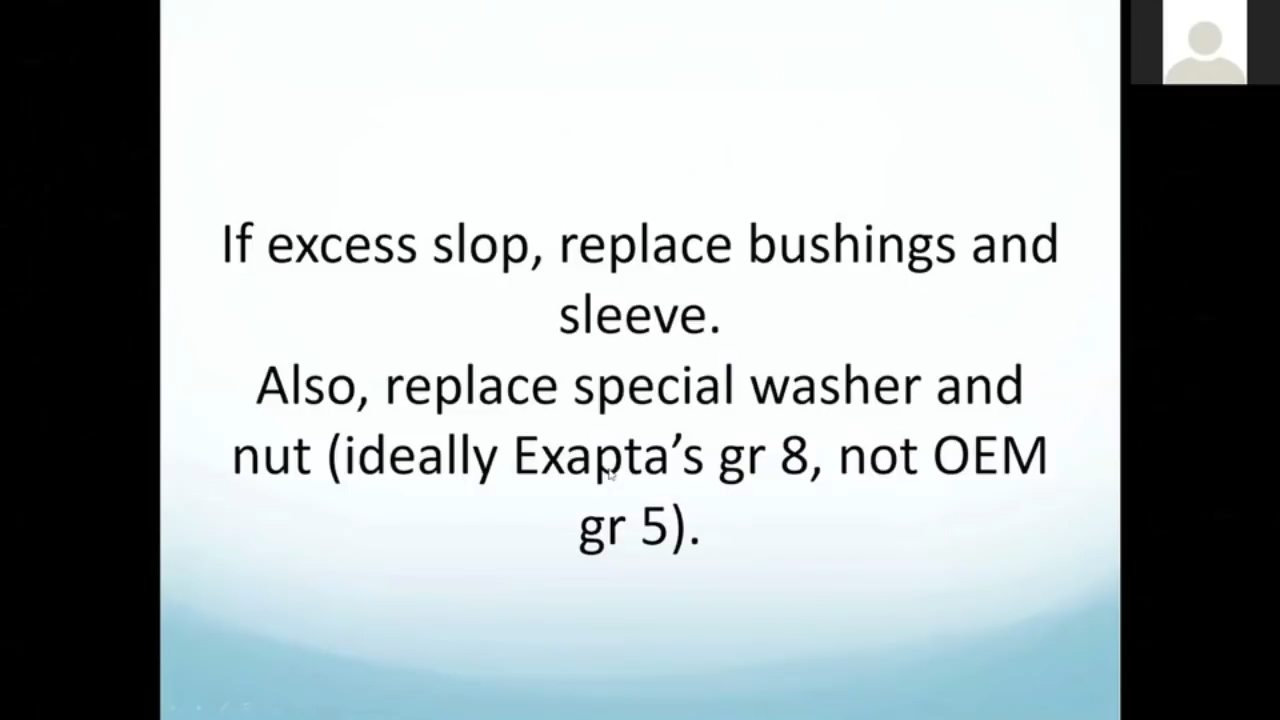 If excess slop, replace bushings and
sleeve.
Also, replace special washer and
nut (ideally Exapta’s gr 8, not OEM
gr 5).